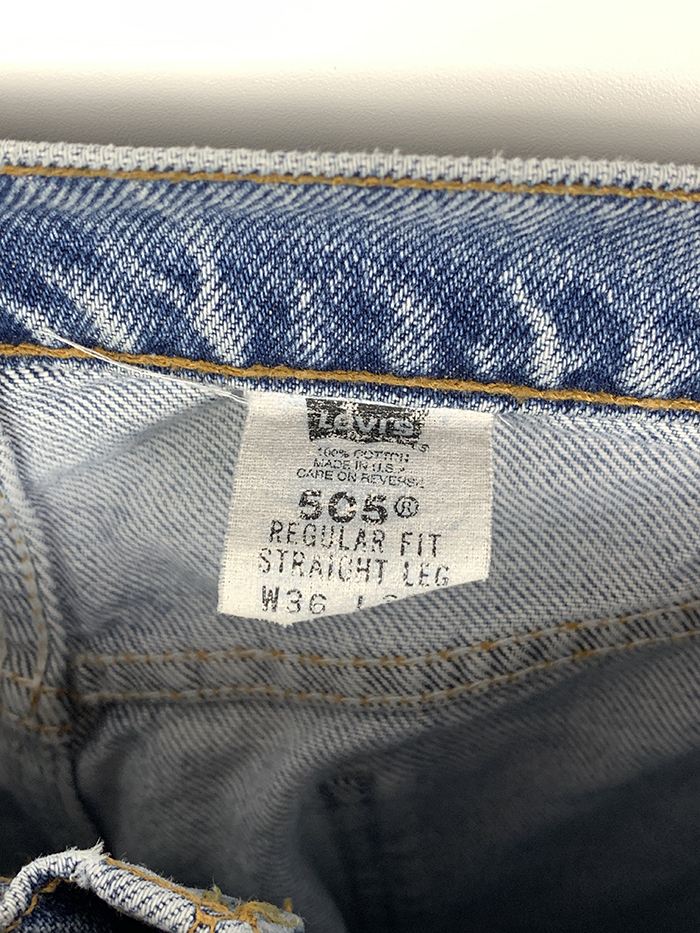 Levi's
100% COTTON
MADE IN U.S.A
CARE ON REVERSE
505®
REGULAR FIT
STRAIGHT LEG
W36